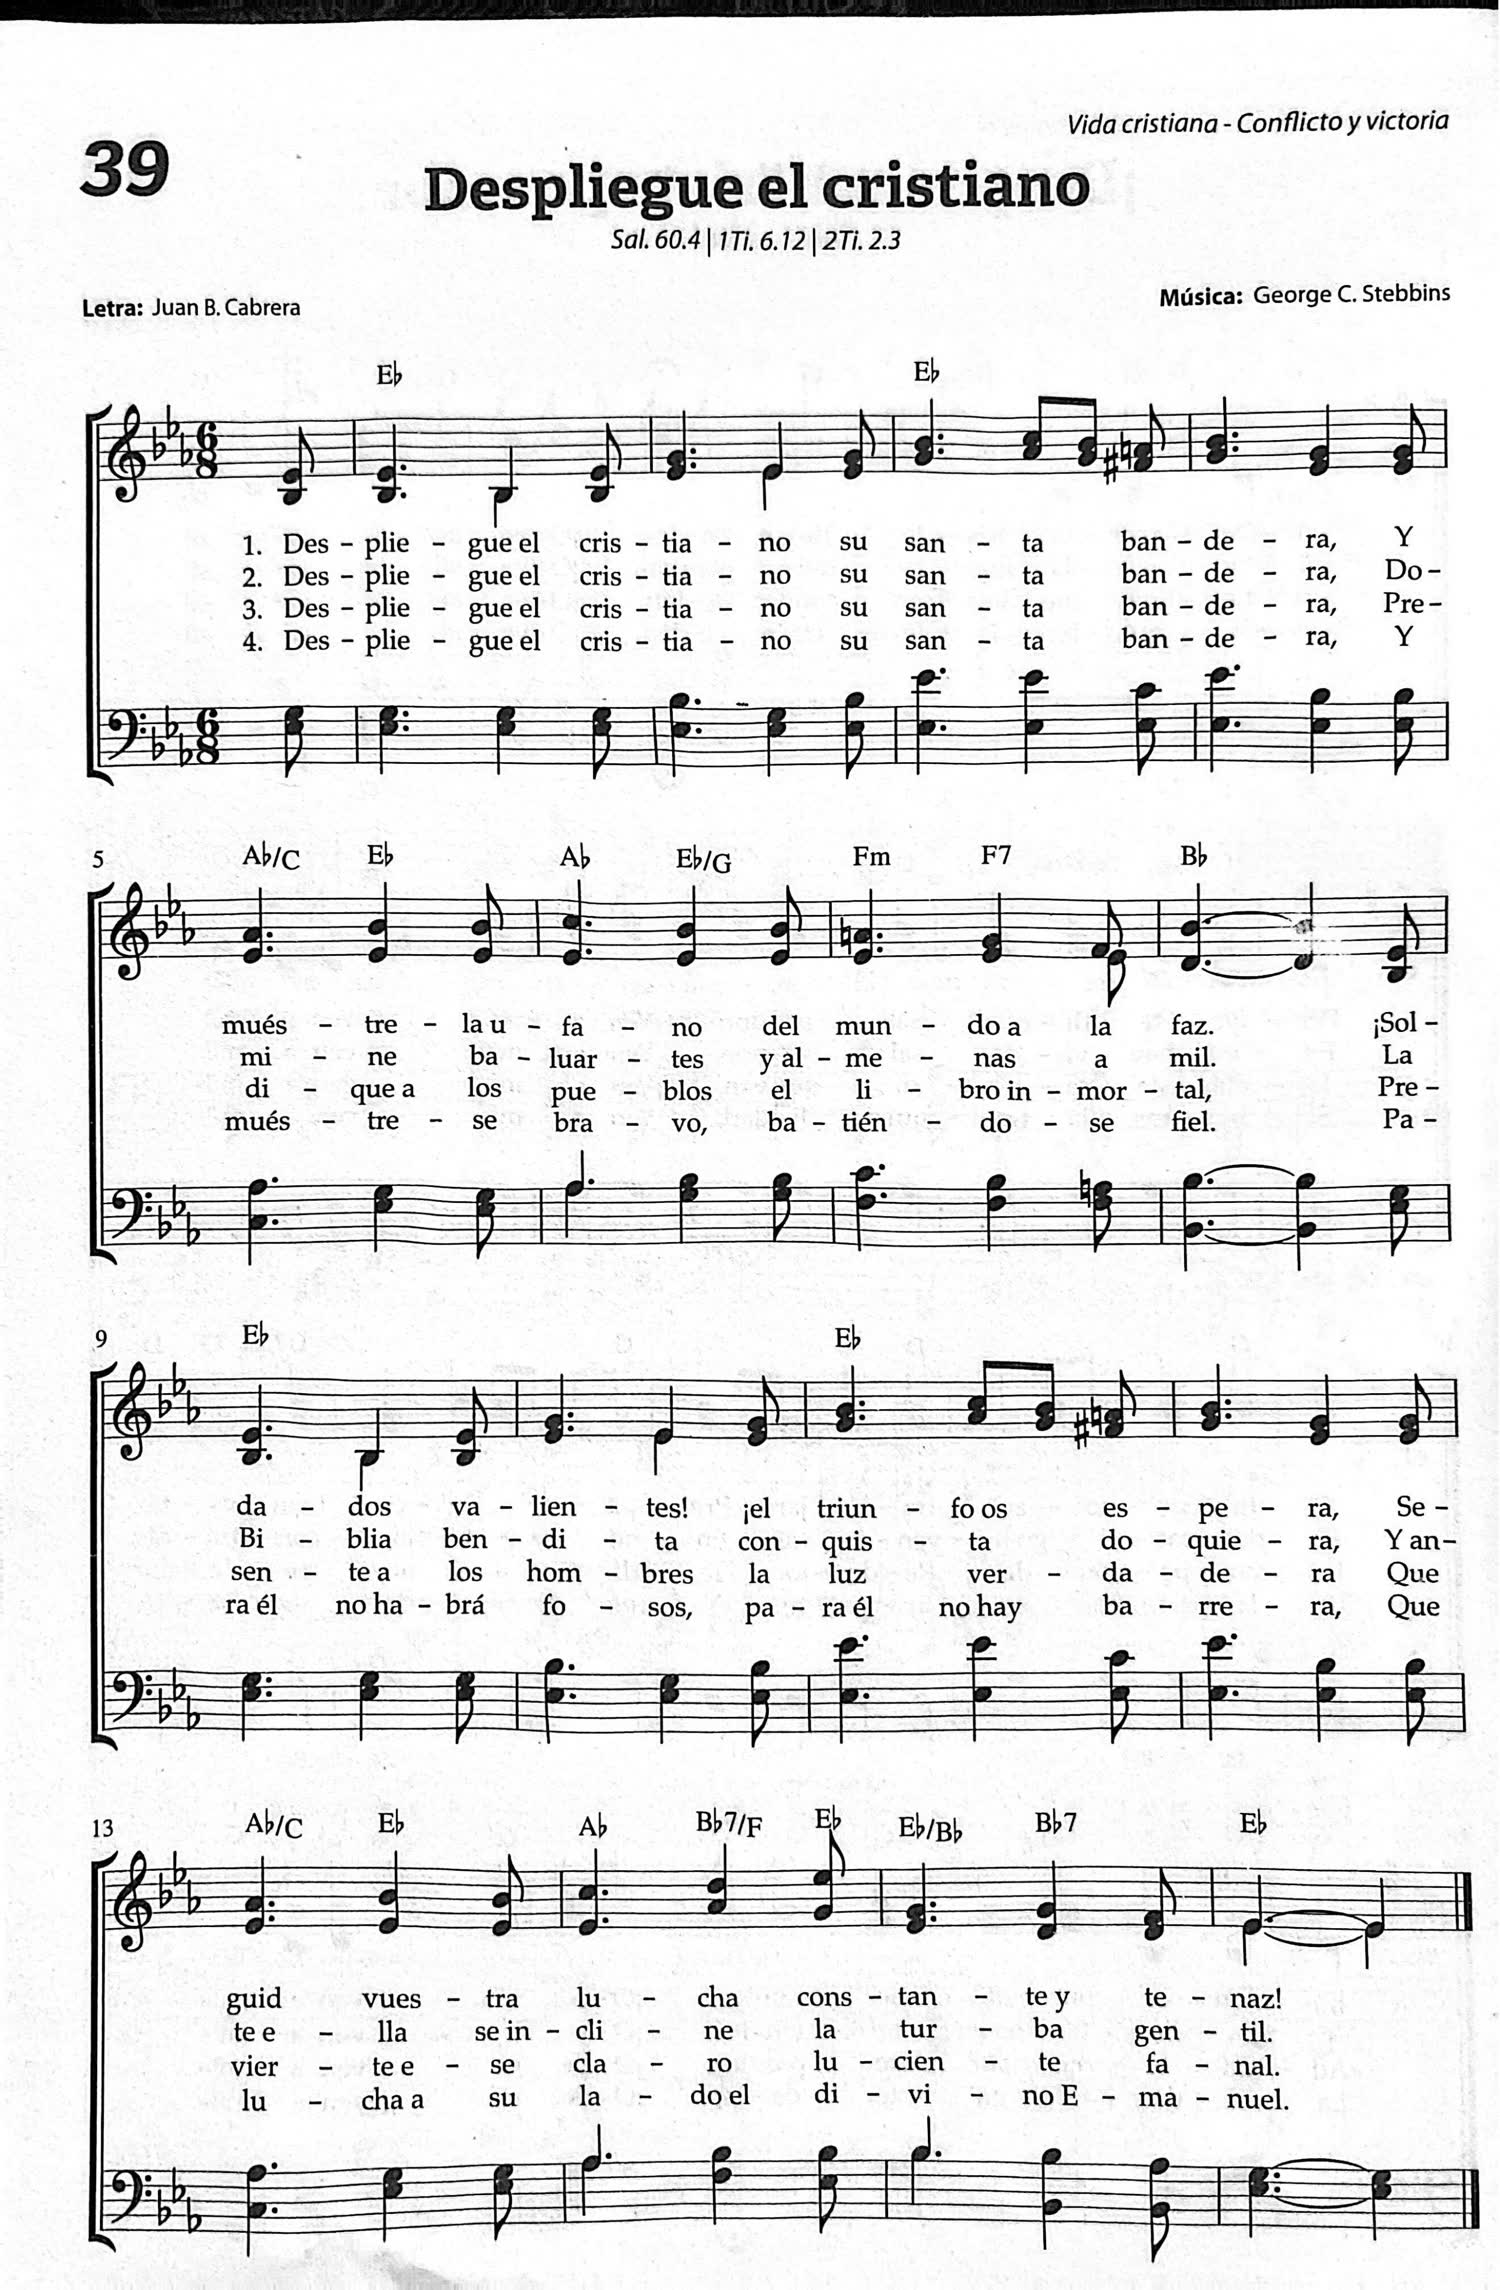 Vida cristiana - Conflicto y victoria
39
Despliegue el cristiano
Sal. 60.4 | 1Ti. 6.12 | 2Ti. 2.3
Letra: Juan B. Cabrera
Música: George C. Stebbins
E♭ E♭
6 8
1. Des – plie – gue el cris – tia – no su san – ta ban – de – ra, Y
2. Des – plie – gue el cris – tia – no su san – ta ban – de – ra, Do –
3. Des – plie – gue el cris – tia – no su san – ta ban – de – ra, Pre –
4. Des – plie – gue el cris – tia – no su san – ta ban – de – ra, Y
6 8
5 A♭/C E♭ A♭ E♭/G Fm F7 B♭
mués – tre – la u – fa – no del mun – do a la faz. ¡Sol –
mi – ne ba – luar – tes y al – me – nas a mil. La
di – que a los pue – blos el li – bro in – mor – tal, Pre –
mués – tre – se bra – vo, ba – tién – do – se fiel. Pa –
9 E♭ E♭
da – dos va – lien – tes! ¡el triun – fo os es – pe – ra, Se –
Bi – blia ben – di – ta con – quis – ta do – quie – ra, Y an –
sen – te a los hom – bres la luz ver – da – de – ra Que
ra él no ha – brá fo – sos, pa – ra él no hay ba – rre – ra, Que
13 A♭/C E♭ A♭ B♭7/F E♭ E♭/B♭ B♭7 E♭
guid vues – tra lu – cha cons – tan – te y te – naz!
te e – lla se in – cli – ne la tur – ba gen – til.
vier – te e – se cla – ro lu – cien – te fa – nal.
lu – cha a su la – do el di – vi – no E – ma – nuel.